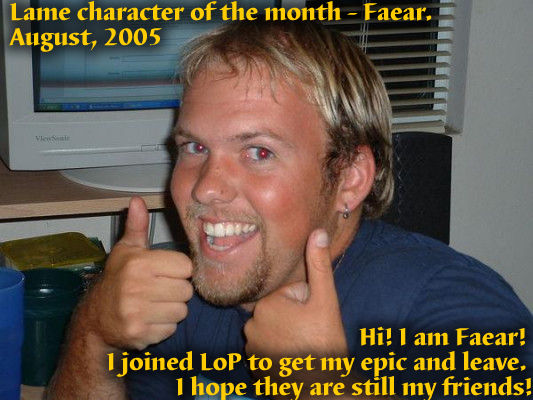 Lame character of the month - Faear.
August, 2005
ViewSonic
Hi! I am Faear!
I joined LoP to get my epic and leave.
I hope they are still my friends!